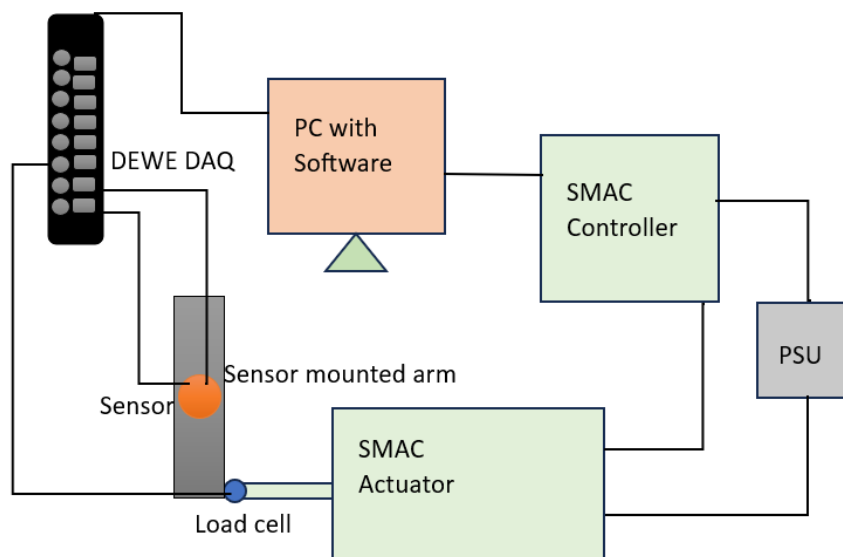 DEWE DAQ
PC with
Software
SMAC
Controller
PSU
Sensor mounted arm
Sensor
SMAC
Actuator
Load cell